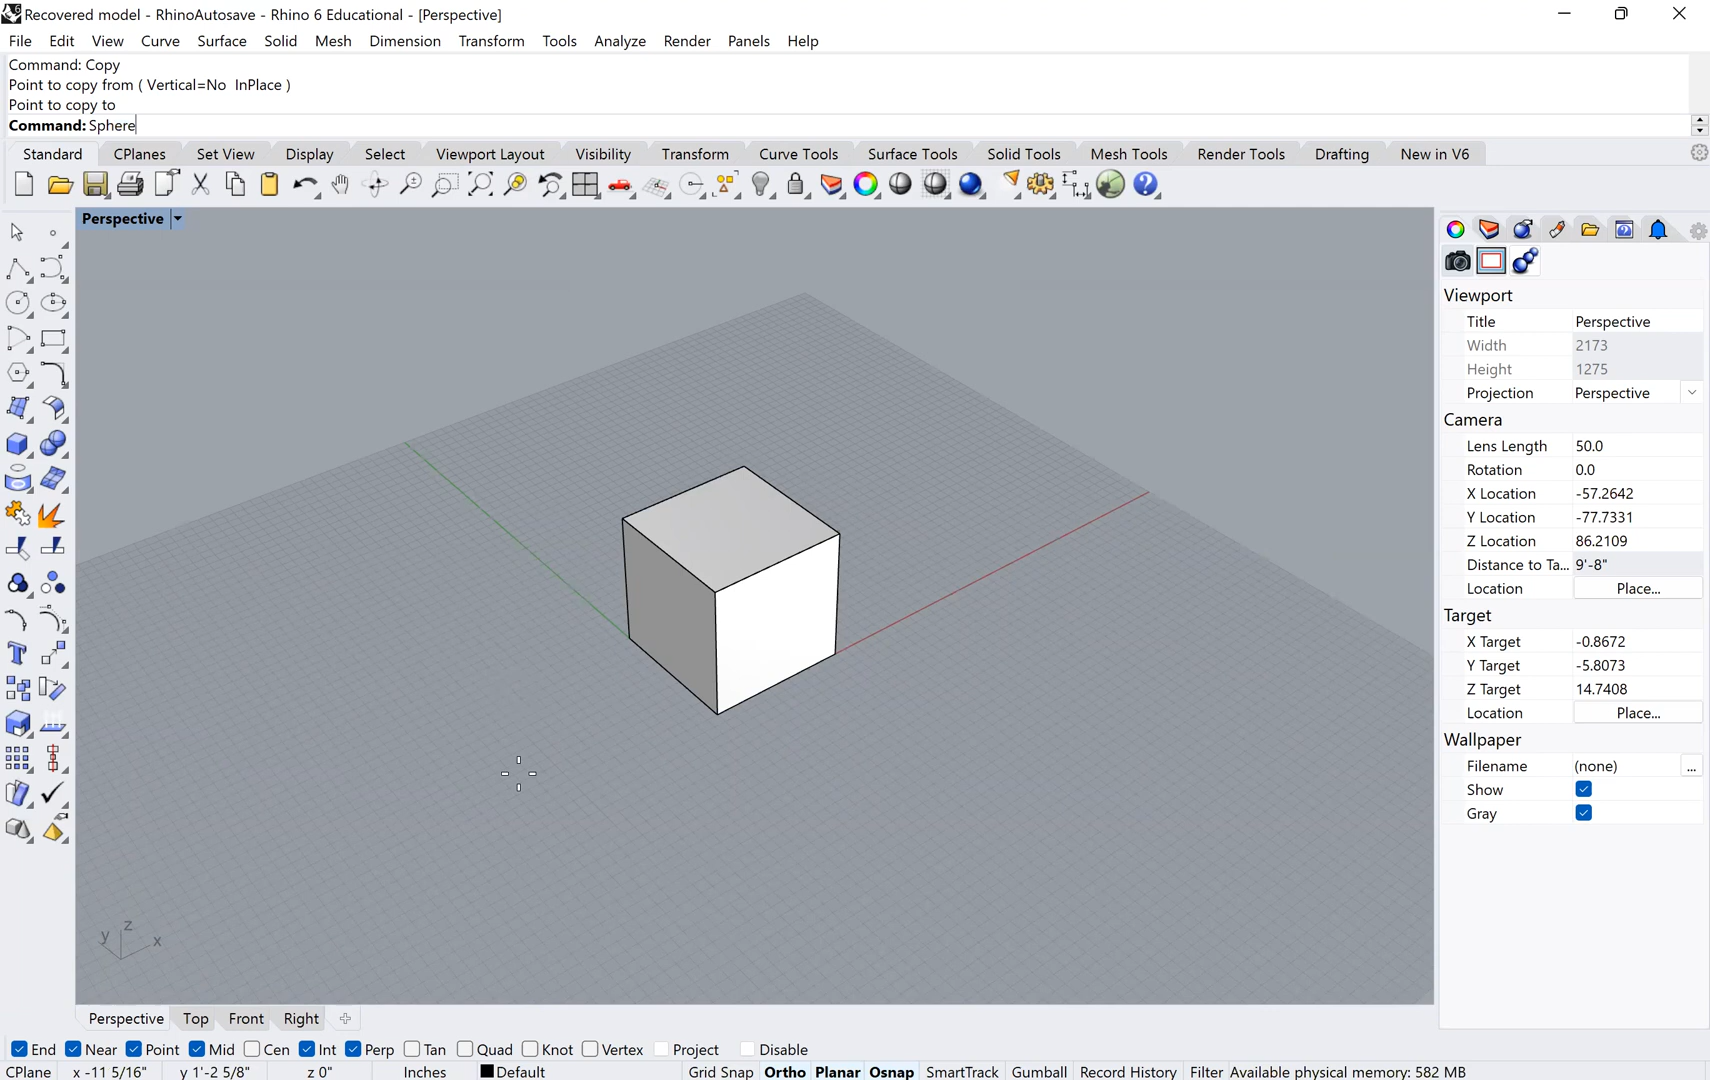 Recovered model - RhinoAutosave - Rhino 6 Educational - [Perspective]
File Edit View Curve Surface Solid Mesh Dimension Transform Tools Analyze Render Panels Help
Command: Copy
Point to copy from ( Vertical=No InPlace )
Point to copy to
Command: Sphere
Standard CPlanes Set View Display Select Viewport Layout Visibility Transform Curve Tools Surface Tools Solid Tools Mesh Tools Render Tools Drafting New in V6
Perspective
Viewport
Title Perspective
Width 2173
Height 1275
Projection Perspective
Camera
Lens Length 50.0
Rotation 0.0
X Location -57.2642
Y Location -77.7331
Z Location 86.2109
Distance to Ta... 9'-8"
Location Place...
Target
X Target -0.8672
Y Target -5.8073
Z Target 14.7408
Location Place...
Wallpaper
Filename (none) ...
Show
Gray
z
y x
Perspective Top Front Right
End Near Point Mid Cen Int Perp Tan Quad Knot Vertex Project Disable
CPlane x -11 5/16" y 1'-2 5/8" z 0" Inches Default Grid Snap Ortho Planar Osnap SmartTrack Gumball Record History Filter Available physical memory: 582 MB